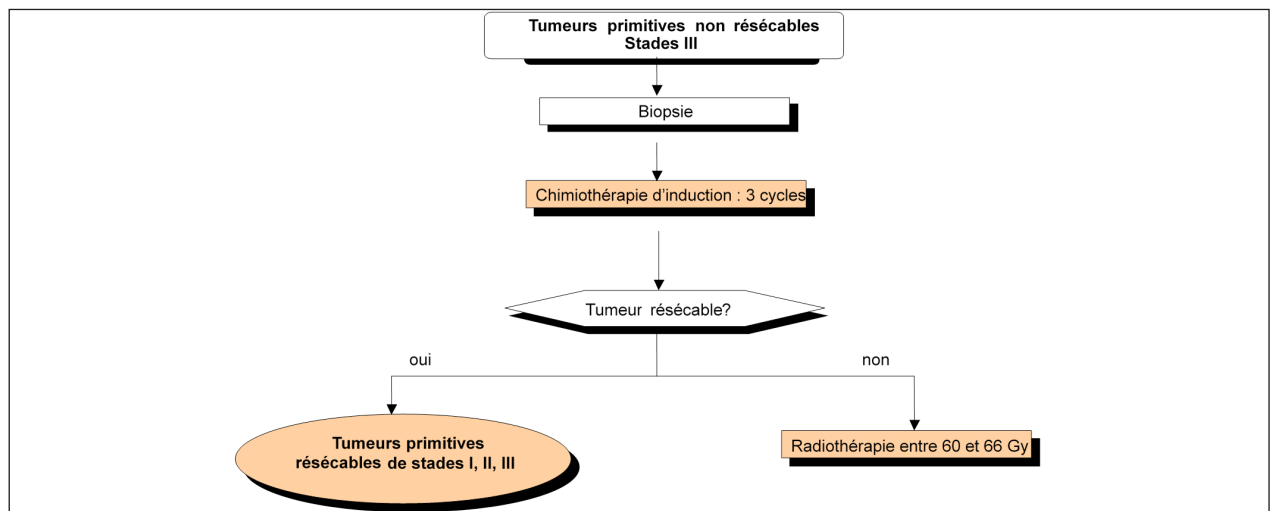 Tumeurs primitives non résécables
Stades III
Biopsie
Chimiothérapie d'induction : 3 cycles
Tumeur résécable?
oui
non
Tumeurs primitives
résécables de stades I, II, III
Radiothérapie entre 60 et 66 Gy